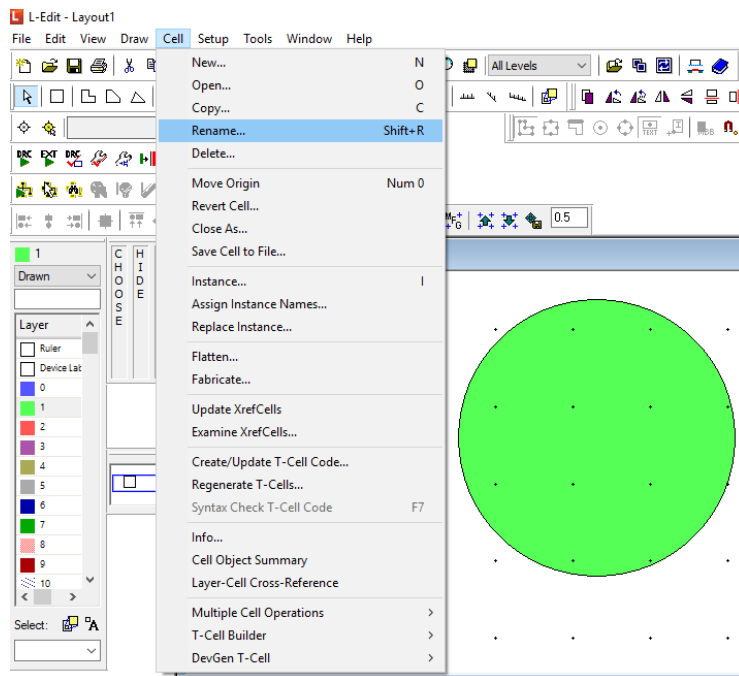 L-Edit - Layout1
File Edit View Draw Cell Setup Tools Window Help
All Levels
TEXT
DRC EXT DRC
0.5
1
Drawn
CHOOSE
HIDE
Layer
Ruler
Device Lab
0
1
2
3
4
5
6
7
8
9
10
Select:
New... N
Open... O
Copy... C
Rename... Shift+R
Delete...
Move Origin Num 0
Revert Cell...
Close As...
Save Cell to File...
Instance... I
Assign Instance Names...
Replace Instance...
Flatten...
Fabricate...
Update XrefCells
Examine XrefCells...
Create/Update T-Cell Code...
Regenerate T-Cells...
Syntax Check T-Cell Code F7
Info...
Cell Object Summary
Layer-Cell Cross-Reference
Multiple Cell Operations
T-Cell Builder
DevGen T-Cell